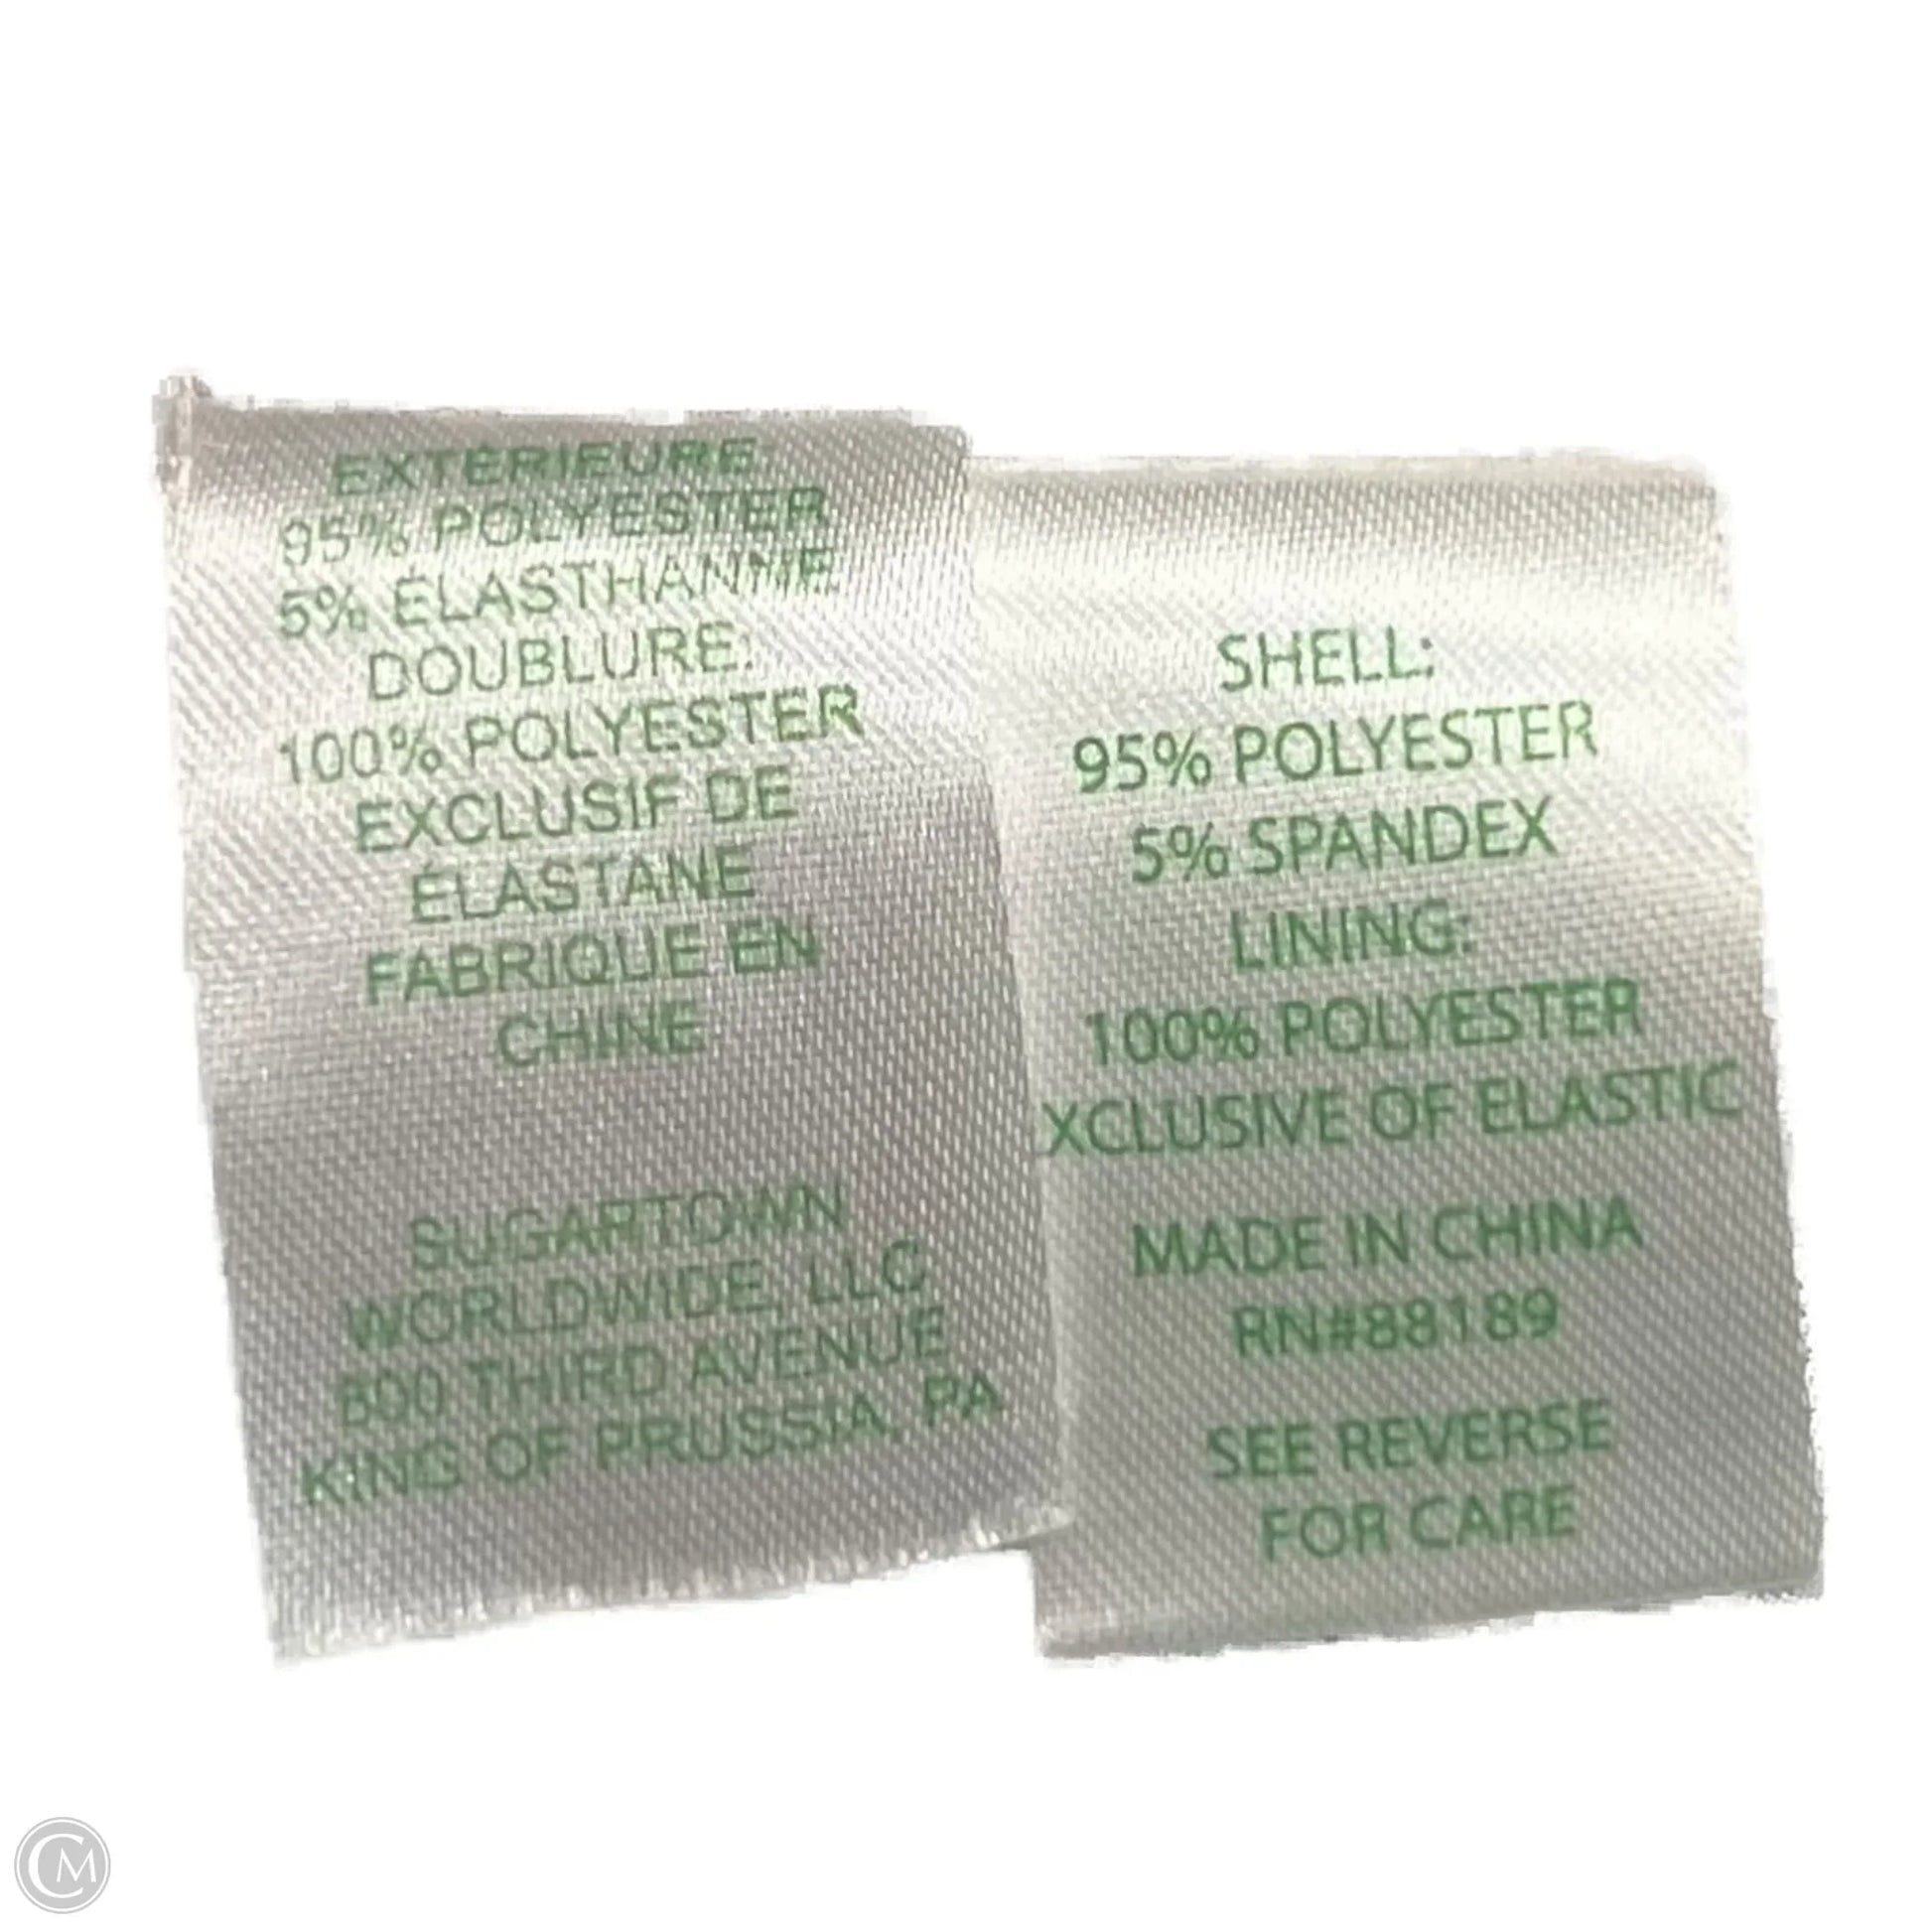 EXTÉRIEURE
95% POLYESTER
5% ÉLASTHANNE
DOUBLURE:
100% POLYESTER
EXCLUSIF DE
ÉLASTANE
FABRIQUE EN
CHINE
SUGARTOWN
WORLDWIDE, LLC
800 THIRD AVENUE
KING OF PRUSSIA, PA
SHELL:
95% POLYESTER
5% SPANDEX
LINING:
100% POLYESTER
XCLUSIVE OF ELASTIC
MADE IN CHINA
RN#88189
SEE REVERSE
FOR CARE
CM